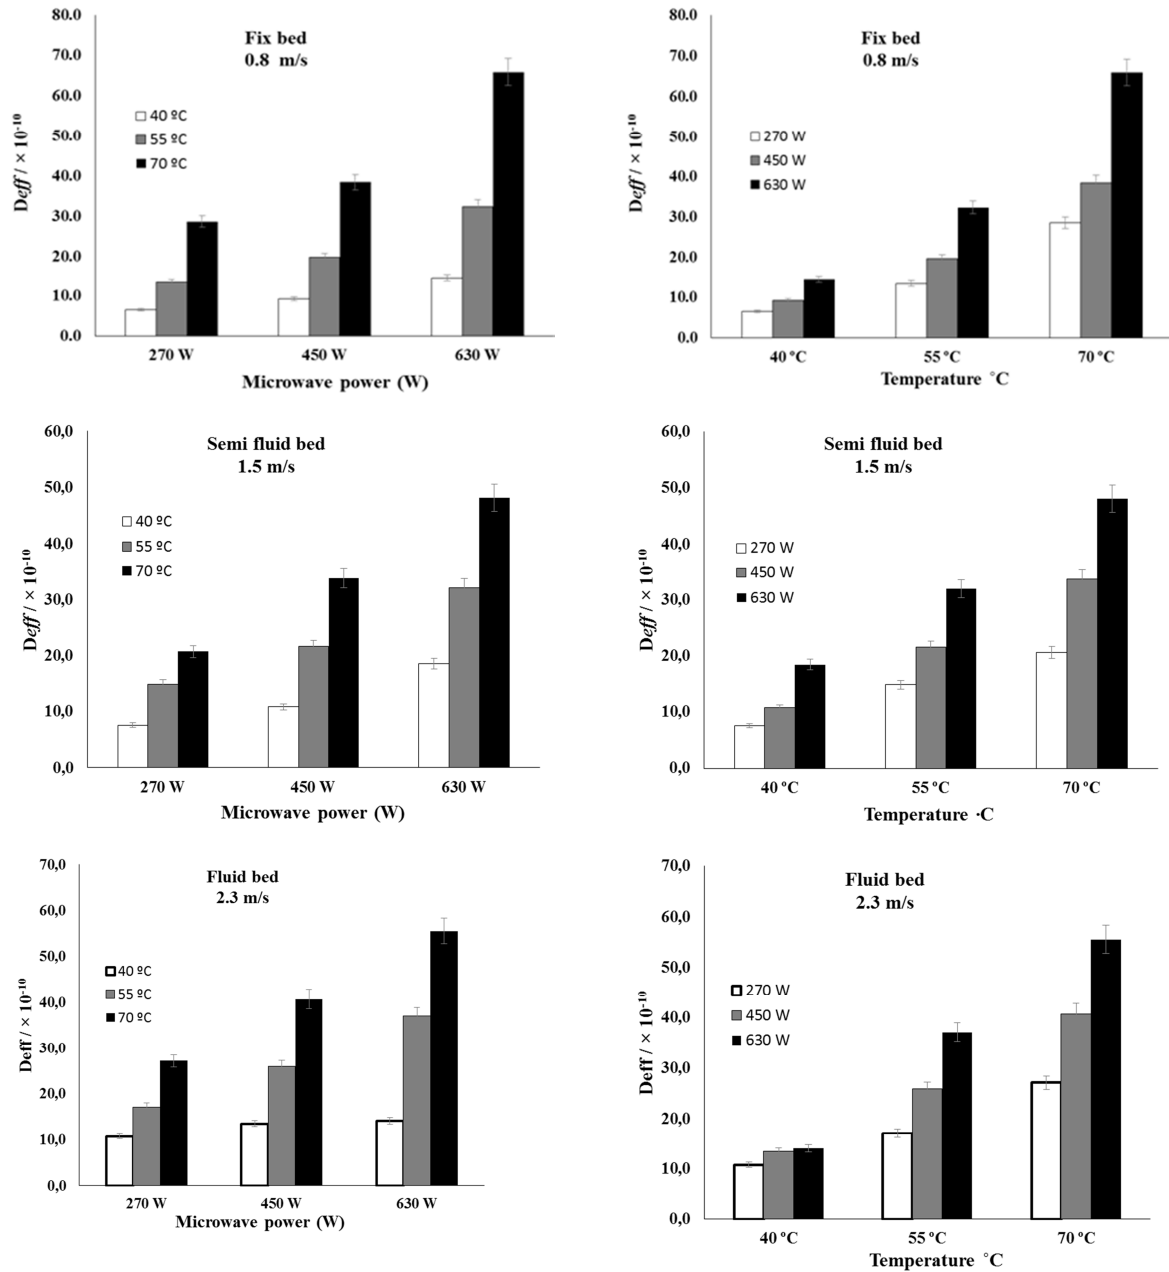 80.0
70.0
60.0
50.0
40.0
30.0
20.0
10.0
0.0
Deff / × 10⁻¹⁰
Fix bed
0.8 m/s
40 ºC
55 ºC
70 ºC
270 W 450 W 630 W
Microwave power (W)
80.0
70.0
60.0
50.0
40.0
30.0
20.0
10.0
0.0
Deff / × 10⁻¹⁰
Fix bed
0.8 m/s
270 W
450 W
630 W
40 ºC 55 ºC 70 ºC
Temperature ˚C
60,0
50,0
40,0
30,0
20,0
10,0
0,0
Deff / × 10⁻¹⁰
Semi fluid bed
1.5 m/s
40 ºC
55 ºC
70 ºC
270 W 450 W 630 W
Microwave power (W)
60,0
50,0
40,0
30,0
20,0
10,0
0,0
Deff / × 10⁻¹⁰
Semi fluid bed
1.5 m/s
270 W
450 W
630 W
40 ºC 55 ºC 70 ºC
Temperature ·C
70,0
60,0
50,0
40,0
30,0
20,0
10,0
0,0
Deff / × 10⁻¹⁰
Fluid bed
2.3 m/s
40 ºC
55 ºC
70 ºC
270 W 450 W 630 W
Microwave power (W)
70,0
60,0
50,0
40,0
30,0
20,0
10,0
0,0
Deff / × 10⁻¹⁰
Fluid bed
2.3 m/s
270 W
450 W
630 W
40 ºC 55 ºC 70 ºC
Temperature ˚C